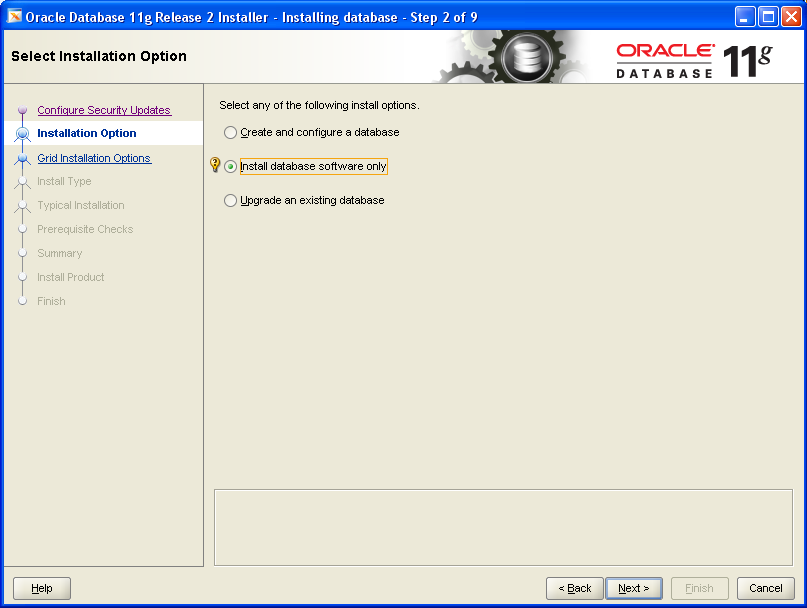 Oracle Database 11g Release 2 Installer - Installing database - Step 2 of 9
Select Installation Option
ORACLE
DATABASE
11g
Configure Security Updates
Installation Option
Grid Installation Options
Install Type
Typical Installation
Prerequisite Checks
Summary
Install Product
Finish
Select any of the following install options.
Create and configure a database
Install database software only
Upgrade an existing database
Help
< Back
Next >
Finish
Cancel